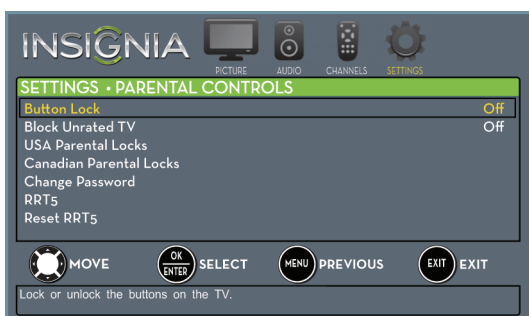 INSIGNIA
PICTURE AUDIO CHANNELS SETTINGS
SETTINGS • PARENTAL CONTROLS
Button Lock Off
Block Unrated TV Off
USA Parental Locks
Canadian Parental Locks
Change Password
RRT5
Reset RRT5
MOVE OK ENTER SELECT MENU PREVIOUS EXIT EXIT
Lock or unlock the buttons on the TV.